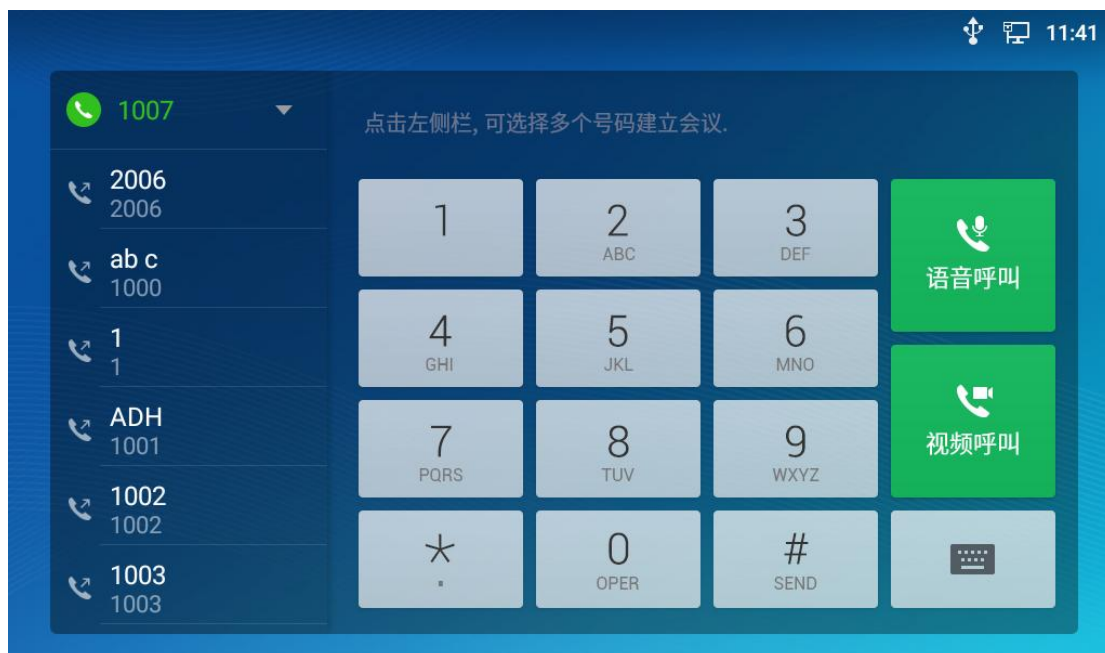 11:41
1007
点击左侧栏, 可选择多个号码建立会议.
2006
2006
ab c
1000
1
1
ADH
1001
1002
1002
1003
1003
1
2
ABC
3
DEF
语音呼叫
4
GHI
5
JKL
6
MNO
视频呼叫
7
PQRS
8
TUV
9
WXYZ
*
.
0
OPER
#
SEND